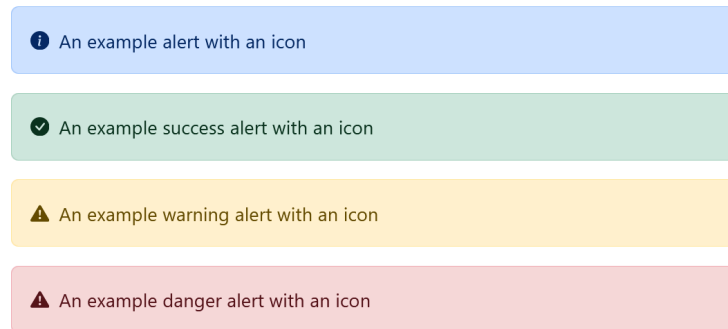 An example alert with an icon
An example success alert with an icon
An example warning alert with an icon
An example danger alert with an icon